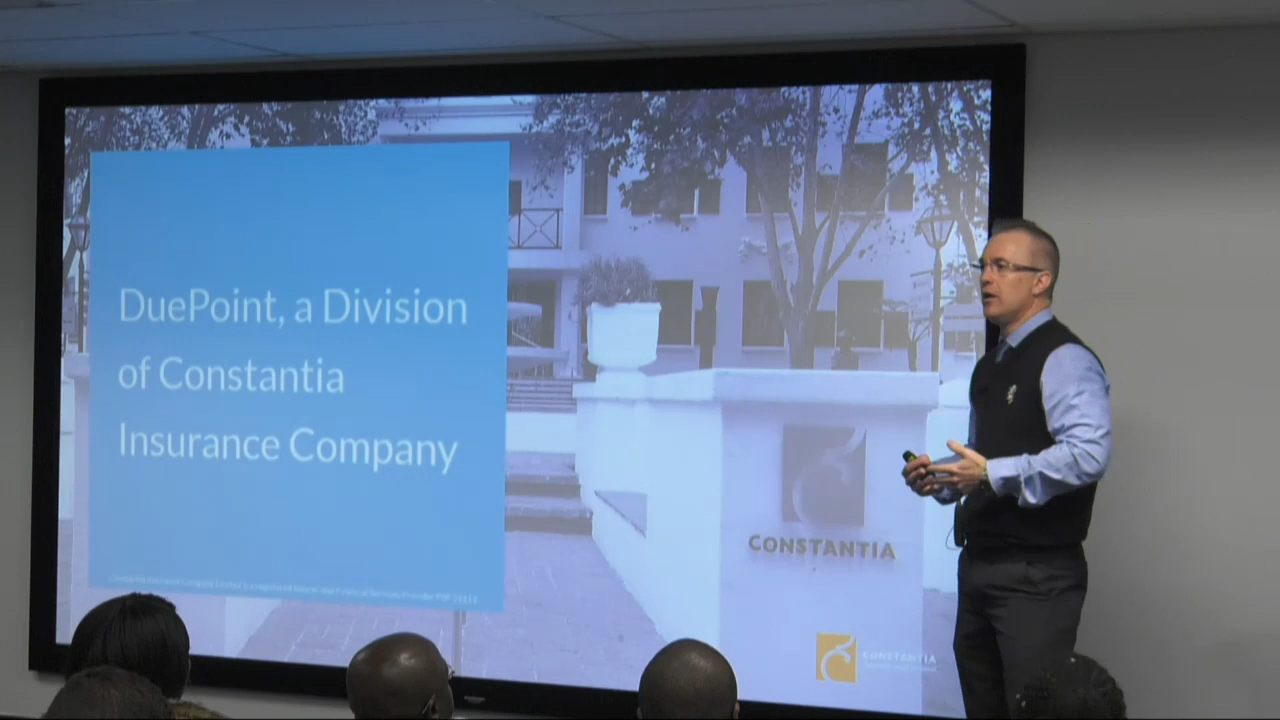 DuePoint, a Division
of Constantia
Insurance Company
CONSTANTIA
CONSTANTIA